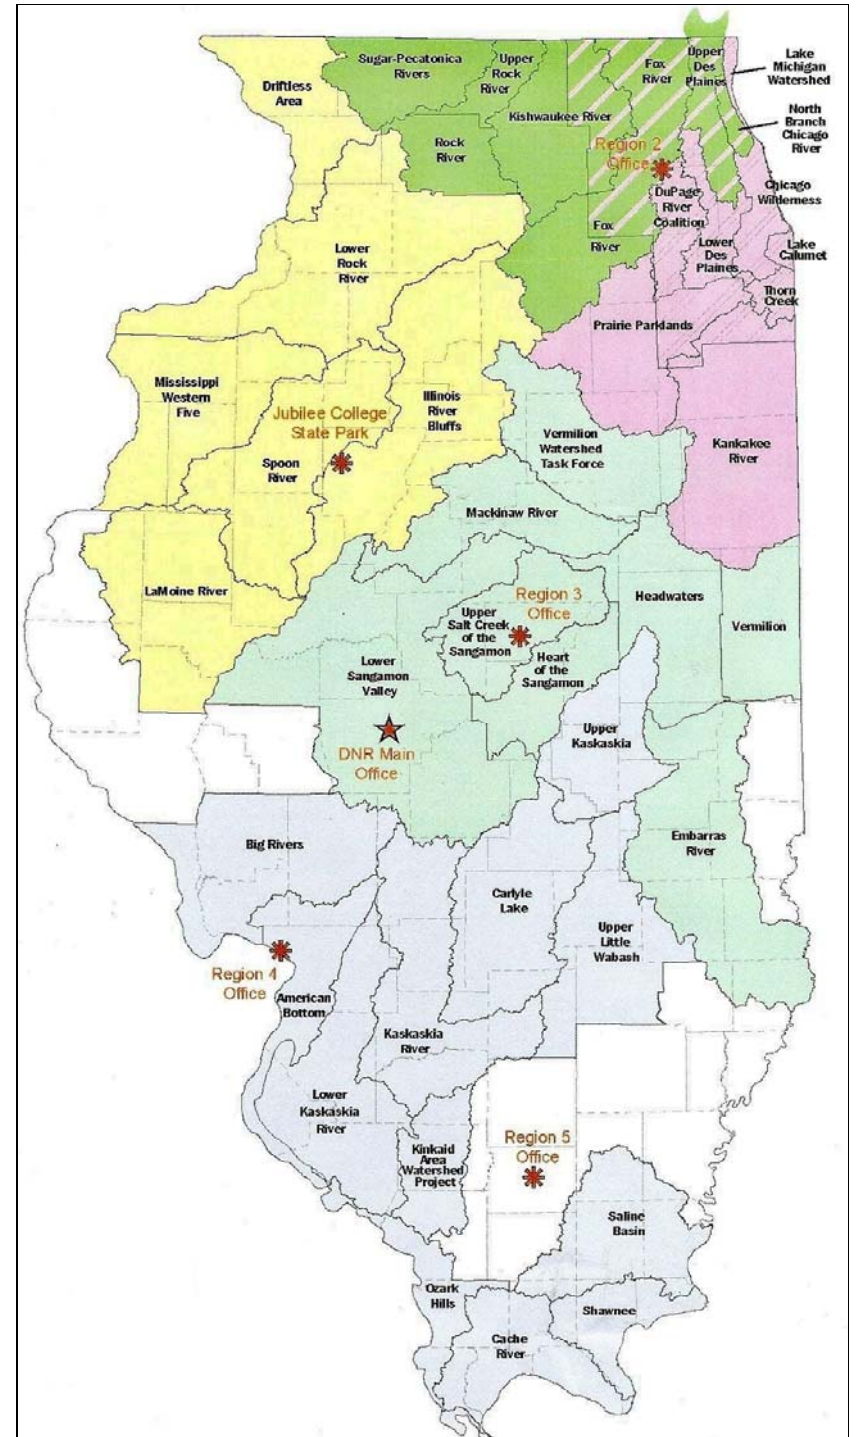 Driftless
Area
Sugar-Pecatonica
Rivers
Upper
Rock
River
Kishwaukee River
Fox
River
Upper
Des
Plaines
Lake
Michigan
Watershed
North
Branch
Chicago
River
Rock
River
Region 2
Office
DuPage
River
Coalition
Chicago
Wilderness
Fox
River
Lower
Des
Plaines
Lake
Calumet
Thorn
Creek
Lower
Rock
River
Prairie Parklands
Mississippi
Western
Five
Illinois
River
Bluffs
Jubilee College
State Park
Spoon
River
Vermilion
Watershed
Task Force
Kankakee
River
Mackinaw River
LaMoine River
Region 3
Office
Upper
Salt Creek
of the
Sangamon
Headwaters
Vermilion
Lower
Sangamon
Valley
Heart
of the
Sangamon
DNR Main
Office
Upper
Kaskaskia
Big Rivers
Embarras
River
Carlyle
Lake
Upper
Little
Wabash
Region 4
Office
American
Bottom
Kaskaskia
River
Lower
Kaskaskia
River
Kinkaid
Area
Watershed
Project
Region 5
Office
Saline
Basin
Ozark
Hills
Shawnee
Cache
River